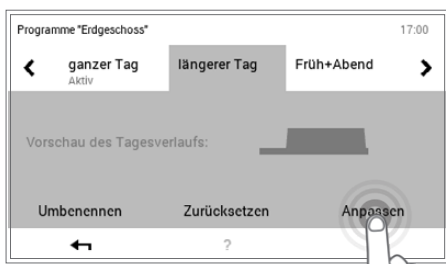 Programme "Erdgeschoss" 17:00
ganzer Tag längerer Tag Früh+Abend
Aktiv
Vorschau des Tagesverlaufs:
Umbenennen Zurücksetzen Anpassen
?